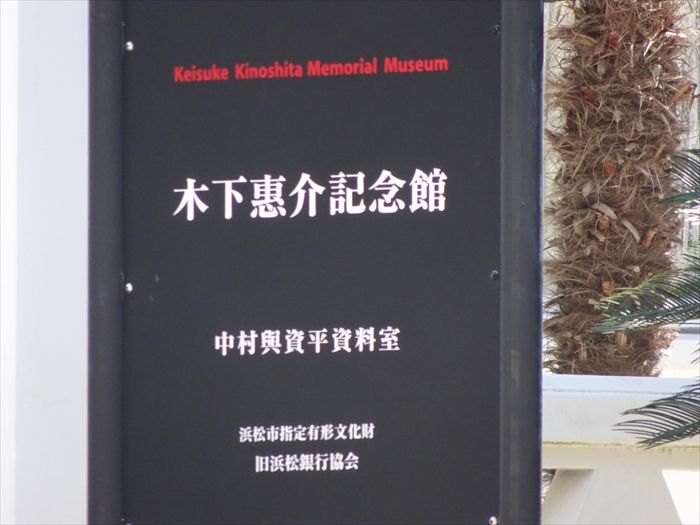 Keisuke Kinoshita Memorial Museum
木下惠介記念館
中村與資平資料室
浜松市指定有形文化財
旧浜松銀行協会